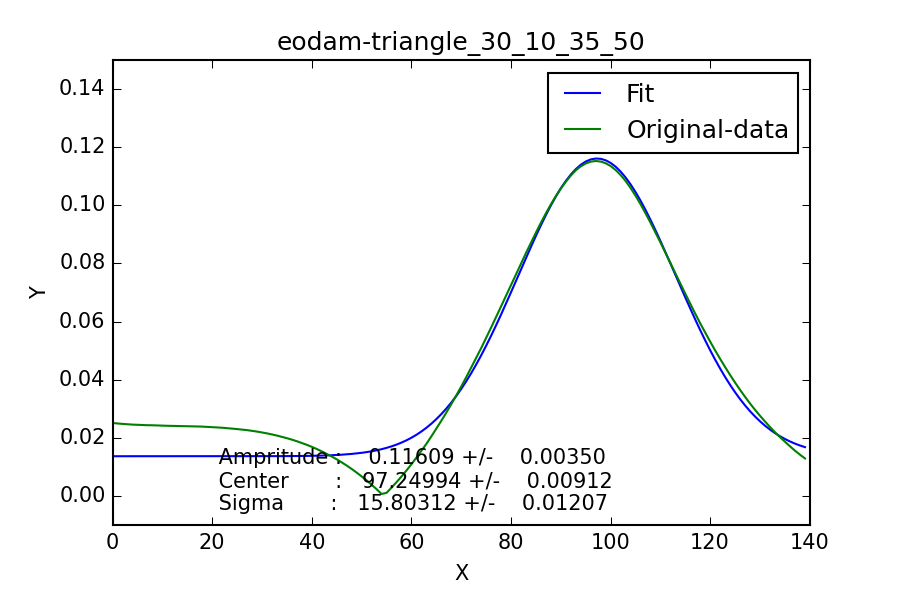 eodam-triangle_30_10_35_50
Fit
Original-data
0.14
0.12
0.10
0.08
0.06
0.04
0.02
0.00
Y
Ampritude : 0.11609 +/- 0.00350
Center : 97.24994 +/- 0.00912
Sigma : 15.80312 +/- 0.01207
0 20 40 60 80 100 120 140
X